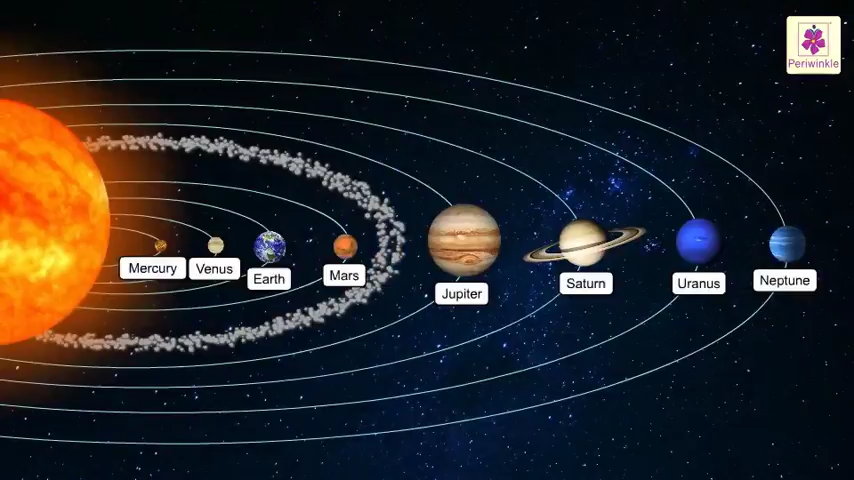 Periwinkle
Mercury
Venus
Earth
Mars
Jupiter
Saturn
Uranus
Neptune